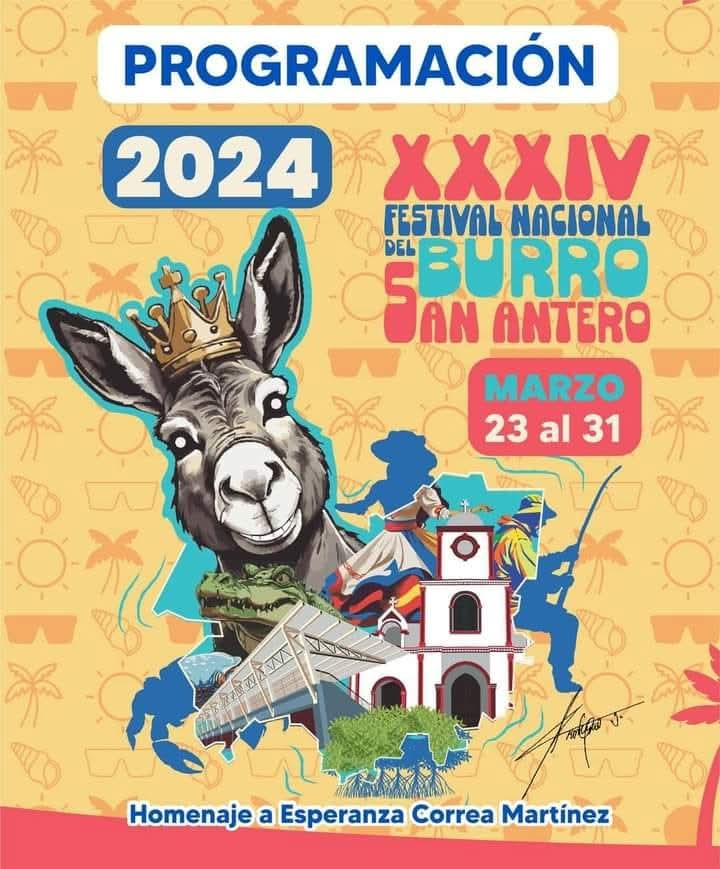 PROGRAMACIÓN
2024
XXXIV
FESTIVAL NACIONAL
DEL BURRO
SAN ANTERO
MARZO
23 al 31
Homenaje a Esperanza Correa Martínez